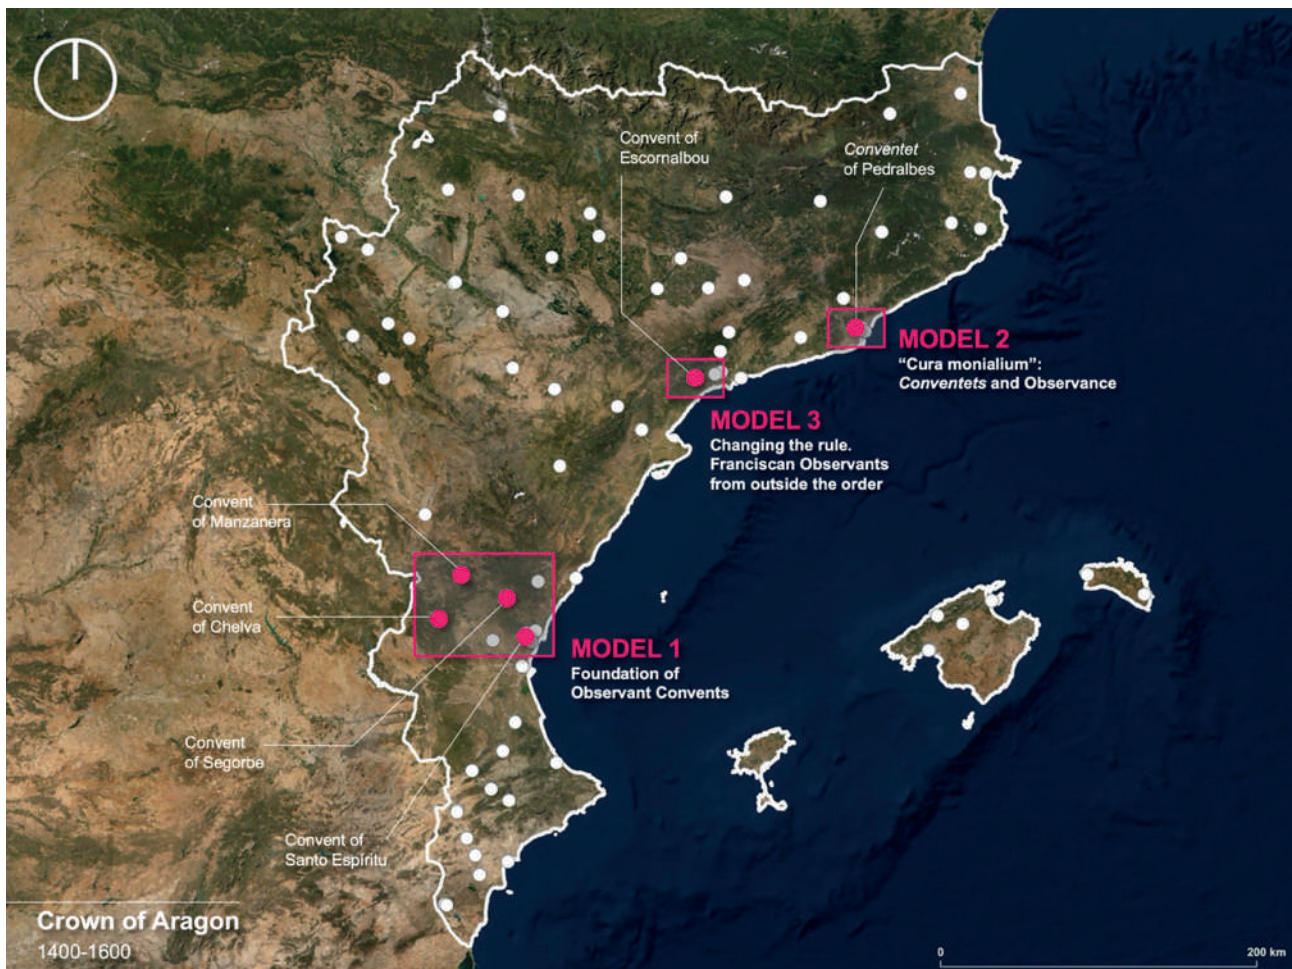 Convent of
Escornalbou
Conventet
of Pedralbes
MODEL 2
“Cura monialium”:
Conventets and Observance
MODEL 3
Changing the rule.
Franciscan Observants
from outside the order
Convent
of Manzanera
Convent
of Chelva
MODEL 1
Foundation of
Observant Convents
Convent
of Segorbe
Convent of
Santo Espíritu
Crown of Aragon
1400-1600
0
200 km